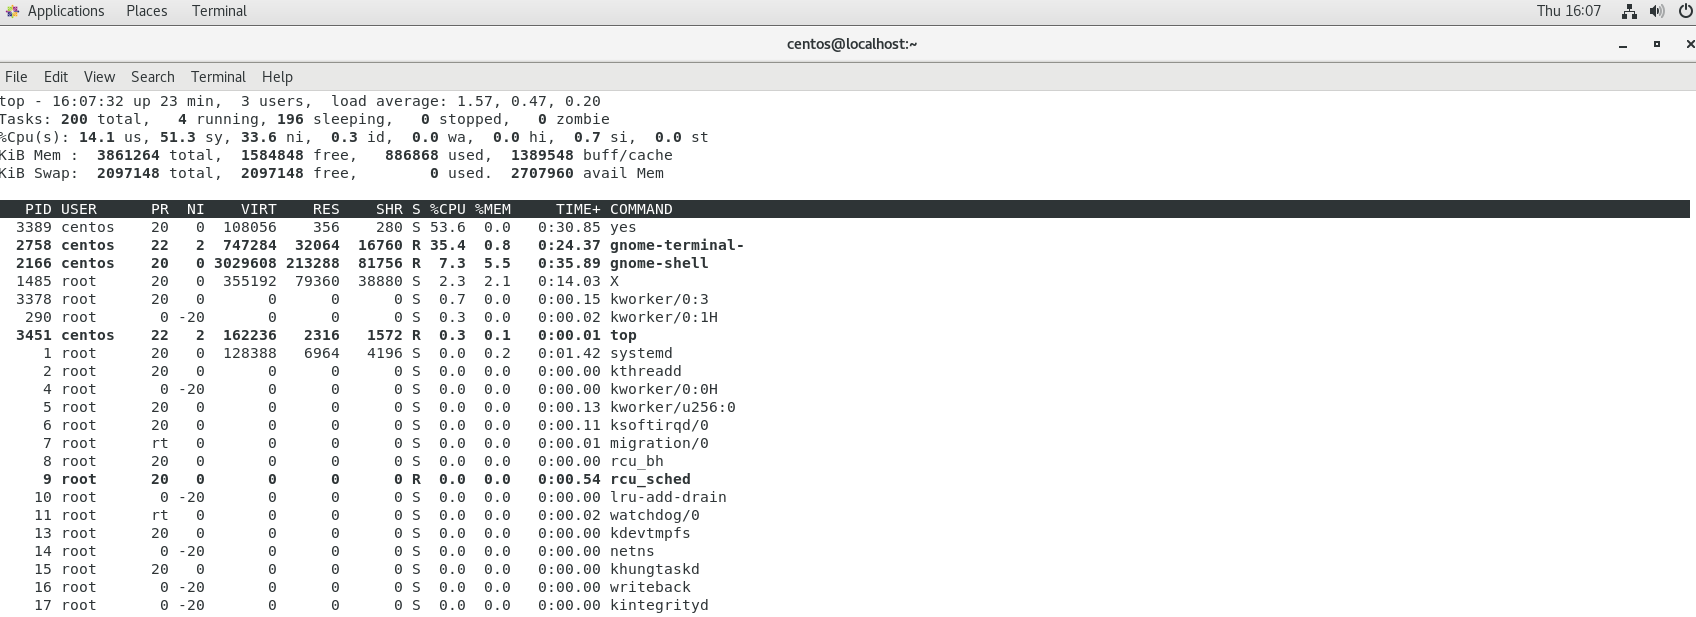 Applications Places Terminal Thu 16:07
centos@localhost:~
File Edit View Search Terminal Help
top - 16:07:32 up 23 min,  3 users,  load average: 1.57, 0.47, 0.20
Tasks: 200 total,   4 running, 196 sleeping,   0 stopped,   0 zombie
%Cpu(s): 14.1 us, 51.3 sy, 33.6 ni,  0.3 id,  0.0 wa,  0.0 hi,  0.7 si,  0.0 st
KiB Mem :  3861264 total,  1584848 free,   886868 used,  1389548 buff/cache
KiB Swap:  2097148 total,  2097148 free,        0 used.  2707960 avail Mem
PID USER PR NI VIRT RES SHR S %CPU %MEM TIME+ COMMAND
3389 centos 20 0 108056 356 280 S 53.6 0.0 0:30.85 yes
2758 centos 22 2 747284 32064 16760 R 35.4 0.8 0:24.37 gnome-terminal-
2166 centos 20 0 3029608 213288 81756 R 7.3 5.5 0:35.89 gnome-shell
1485 root 20 0 355192 79360 38880 S 2.3 2.1 0:14.03 X
3378 root 20 0 0 0 0 S 0.7 0.0 0:00.15 kworker/0:3
290 root 0 -20 0 0 0 S 0.3 0.0 0:00.02 kworker/0:1H
3451 centos 22 2 162236 2316 1572 R 0.3 0.1 0:00.01 top
1 root 20 0 128388 6964 4196 S 0.0 0.2 0:01.42 systemd
2 root 20 0 0 0 0 S 0.0 0.0 0:00.00 kthreadd
4 root 0 -20 0 0 0 S 0.0 0.0 0:00.00 kworker/0:0H
5 root 20 0 0 0 0 S 0.0 0.0 0:00.13 kworker/u256:0
6 root 20 0 0 0 0 S 0.0 0.0 0:00.11 ksoftirqd/0
7 root rt 0 0 0 0 S 0.0 0.0 0:00.01 migration/0
8 root 20 0 0 0 0 S 0.0 0.0 0:00.00 rcu_bh
9 root 20 0 0 0 0 R 0.0 0.0 0:00.54 rcu_sched
10 root 0 -20 0 0 0 S 0.0 0.0 0:00.00 lru-add-drain
11 root rt 0 0 0 0 S 0.0 0.0 0:00.02 watchdog/0
13 root 20 0 0 0 0 S 0.0 0.0 0:00.00 kdevtmpfs
14 root 0 -20 0 0 0 S 0.0 0.0 0:00.00 netns
15 root 20 0 0 0 0 S 0.0 0.0 0:00.00 khungtaskd
16 root 0 -20 0 0 0 S 0.0 0.0 0:00.00 writeback
17 root 0 -20 0 0 0 S 0.0 0.0 0:00.00 kintegrityd